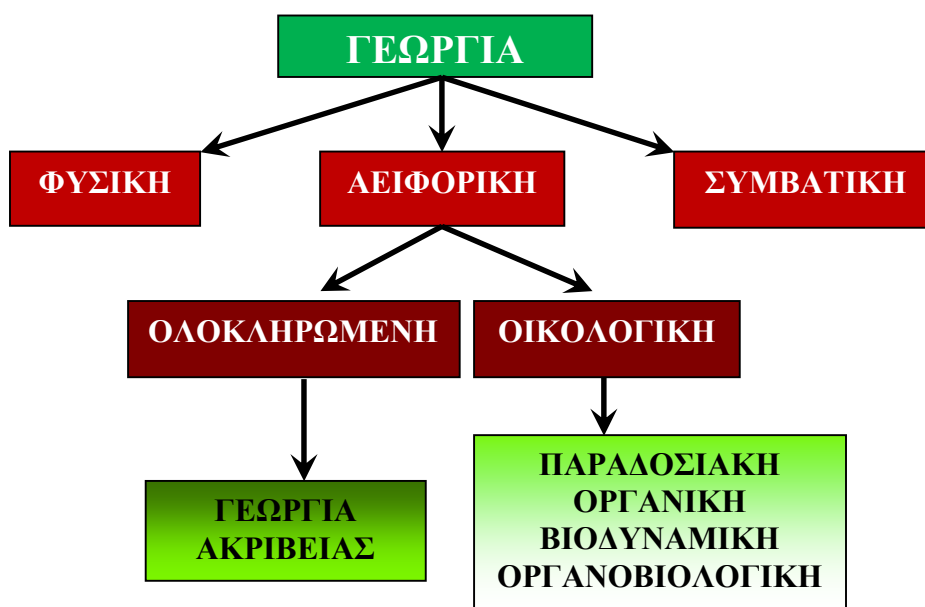 ΓΕΩΡΓΙΑ
ΦΥΣΙΚΗ
ΑΕΙΦΟΡΙΚΗ
ΣΥΜΒΑΤΙΚΗ
ΟΛΟΚΛΗΡΩΜΕΝΗ
ΟΙΚΟΛΟΓΙΚΗ
ΓΕΩΡΓΙΑ
ΑΚΡΙΒΕΙΑΣ
ΠΑΡΑΔΟΣΙΑΚΗ
ΟΡΓΑΝΙΚΗ
ΒΙΟΔΥΝΑΜΙΚΗ
ΟΡΓΑΝΟΒΙΟΛΟΓΙΚΗ